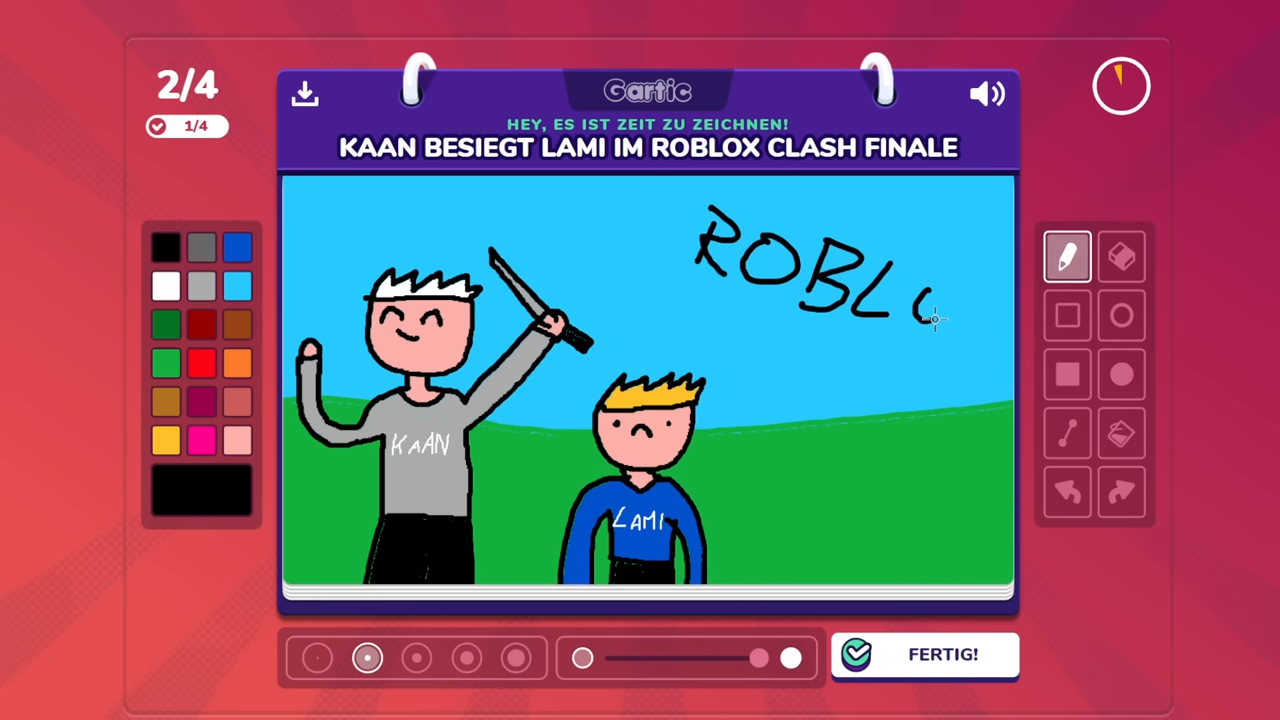 2/4
1/4
Gartic
HEY, ES IST ZEIT ZU ZEICHNEN!
KAAN BESIEGT LAMI IM ROBLOX CLASH FINALE
ROBLO
KAAN
LAMI
FERTIG!